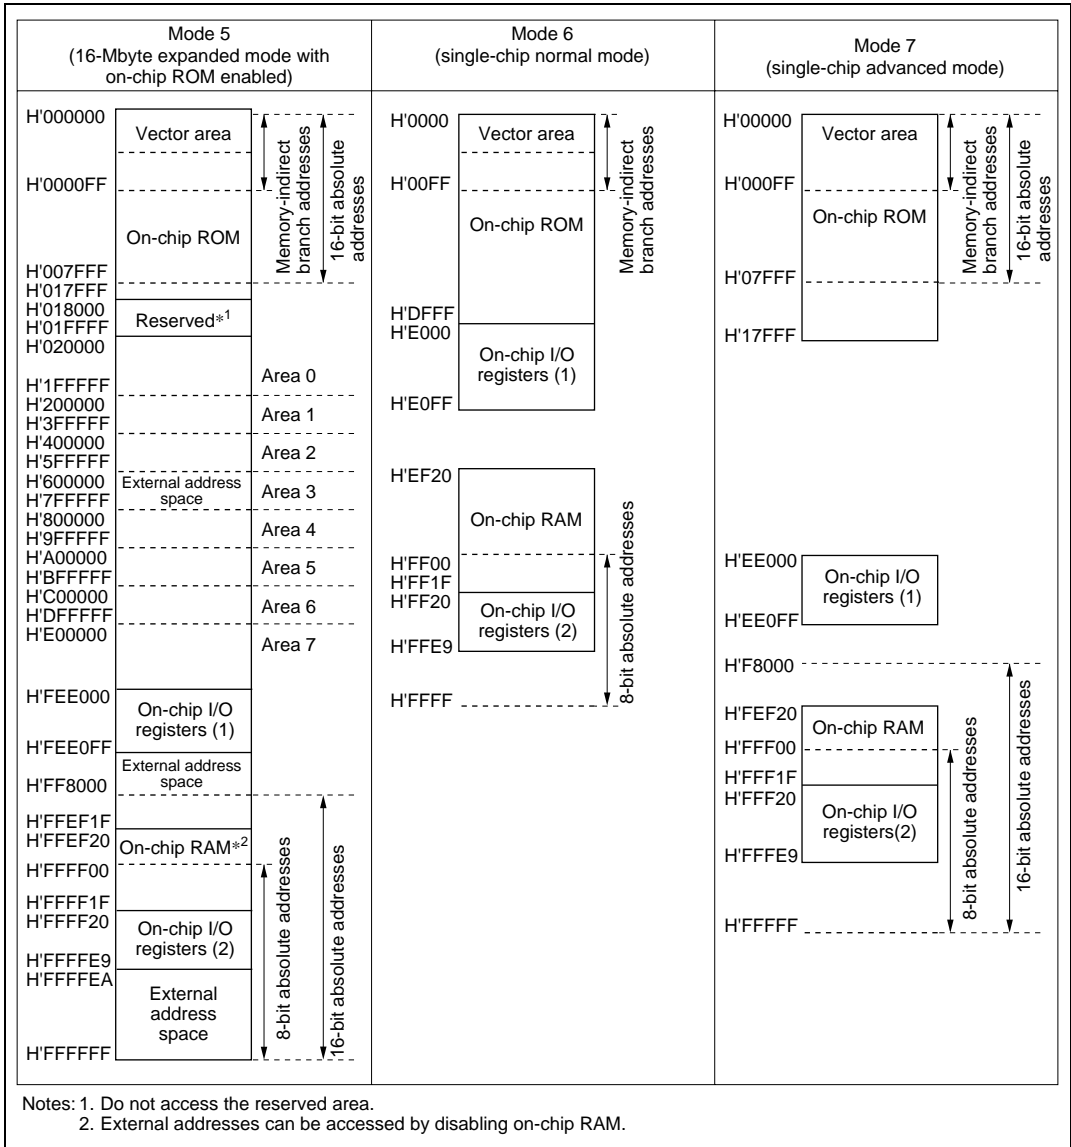 Mode 5
(16-Mbyte expanded mode with
on-chip ROM enabled)
H'000000
Vector area
H'0000FF
On-chip ROM
H'007FFF
H'017FFF
H'018000
Reserved*1
H'01FFFF
H'020000
Area 0
H'1FFFFF
H'200000
Area 1
H'3FFFFF
H'400000
Area 2
H'5FFFFF
H'600000
External address
space
Area 3
H'7FFFFF
H'800000
Area 4
H'9FFFFF
H'A00000
Area 5
H'BFFFFF
H'C00000
Area 6
H'DFFFFF
H'E00000
Area 7
H'FEE000
On-chip I/O
registers (1)
H'FEE0FF
External address
space
H'FF8000
H'FFEF1F
H'FFEF20
On-chip RAM*2
H'FFFF00
H'FFFF1F
H'FFFF20
On-chip I/O
registers (2)
H'FFFFE9
H'FFFFEA
External
address
space
H'FFFFFF
Memory-indirect
branch addresses
16-bit absolute
addresses
8-bit absolute addresses
16-bit absolute addresses
Mode 6
(single-chip normal mode)
H'0000
Vector area
H'00FF
On-chip ROM
H'DFFF
H'E000
On-chip I/O
registers (1)
H'E0FF
H'EF20
On-chip RAM
H'FF00
H'FF1F
H'FF20
On-chip I/O
registers (2)
H'FFE9
H'FFFF
Memory-indirect
branch addresses
8-bit absolute addresses
Mode 7
(single-chip advanced mode)
H'00000
Vector area
H'000FF
On-chip ROM
H'07FFF
H'17FFF
H'EE000
On-chip I/O
registers (1)
H'EE0FF
H'F8000
H'FEF20
On-chip RAM
H'FFF00
H'FFF1F
H'FFF20
On-chip I/O
registers(2)
H'FFFE9
H'FFFFF
Memory-indirect
branch addresses
16-bit absolute
addresses
8-bit absolute addresses
16-bit absolute addresses
Notes: 1. Do not access the reserved area.
2. External addresses can be accessed by disabling on-chip RAM.